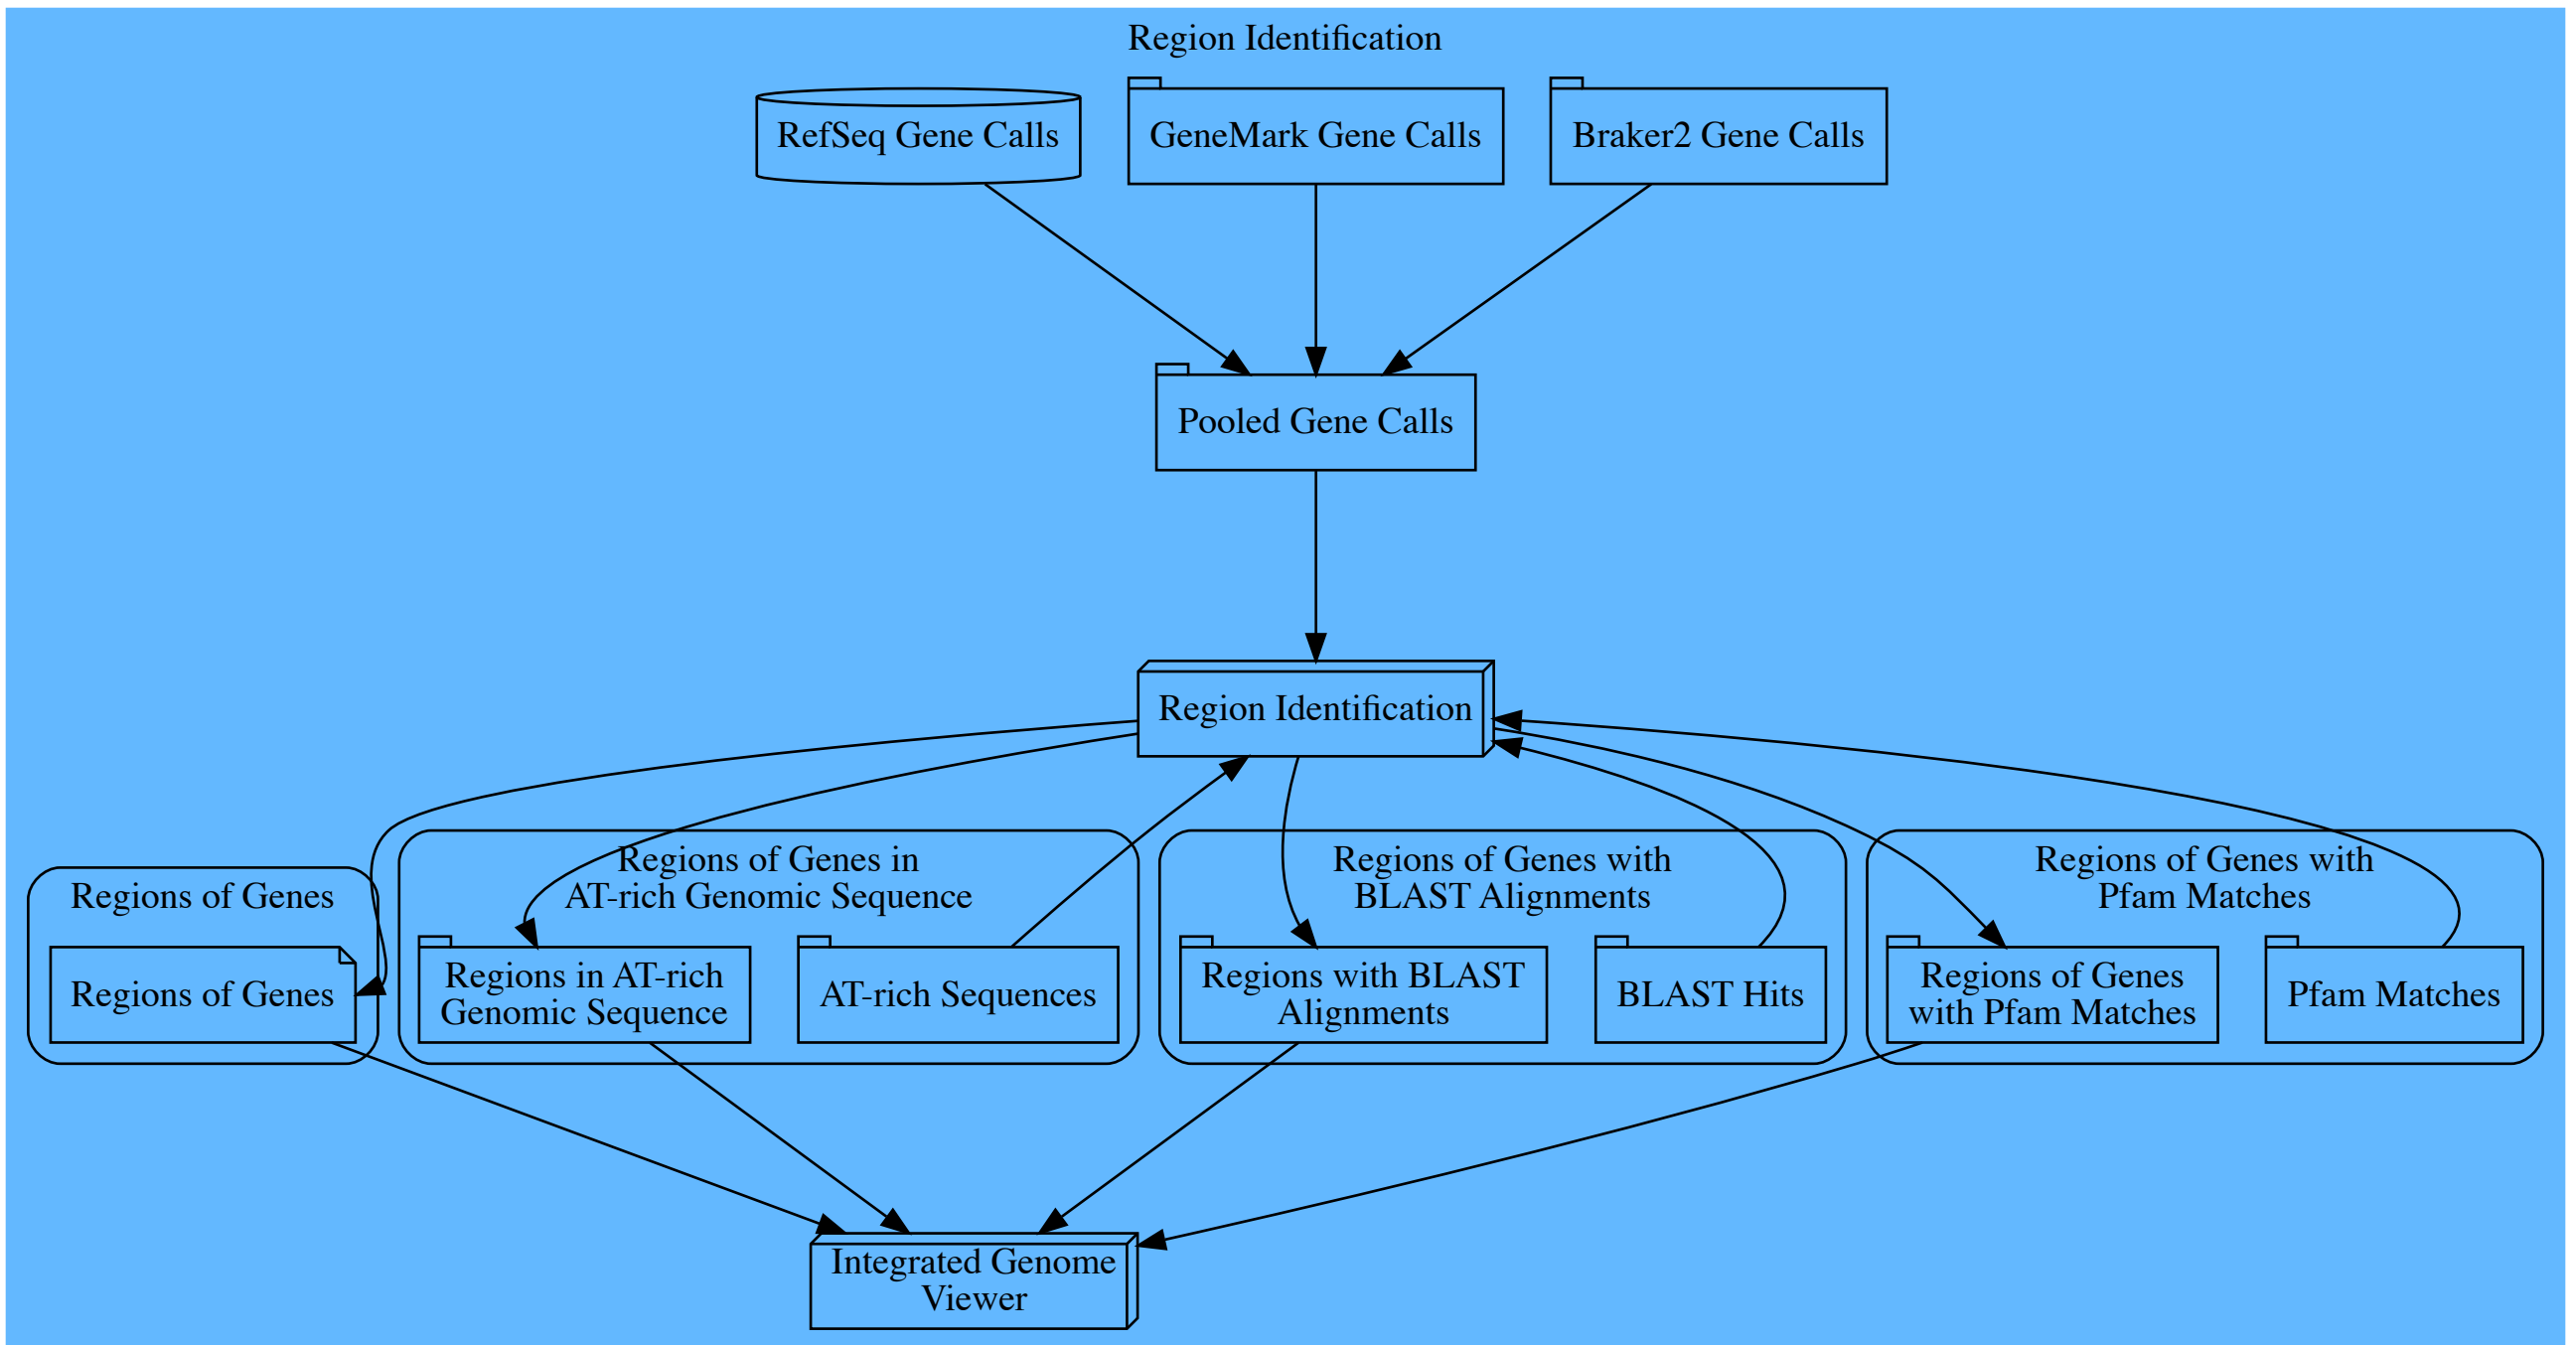 Region Identification
RefSeq Gene Calls
GeneMark Gene Calls
Braker2 Gene Calls
Pooled Gene Calls
Region Identification
Regions of Genes
Regions of Genes
Regions of Genes in
AT-rich Genomic Sequence
Regions in AT-rich
Genomic Sequence
AT-rich Sequences
Regions of Genes with
BLAST Alignments
Regions with BLAST
Alignments
BLAST Hits
Regions of Genes with
Pfam Matches
Regions of Genes
with Pfam Matches
Pfam Matches
Integrated Genome
Viewer